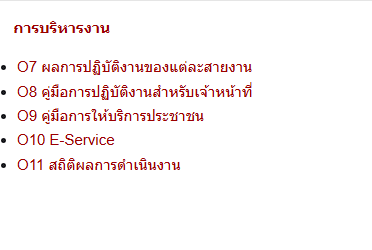 การบริหารงาน
O7 ผลการปฏิบัติงานของแต่ละสายงาน
O8 คู่มือการปฏิบัติงานสำหรับเจ้าหน้าที่
O9 คู่มือการให้บริการประชาชน
O10 E-Service
O11 สถิติผลการดำเนินงาน